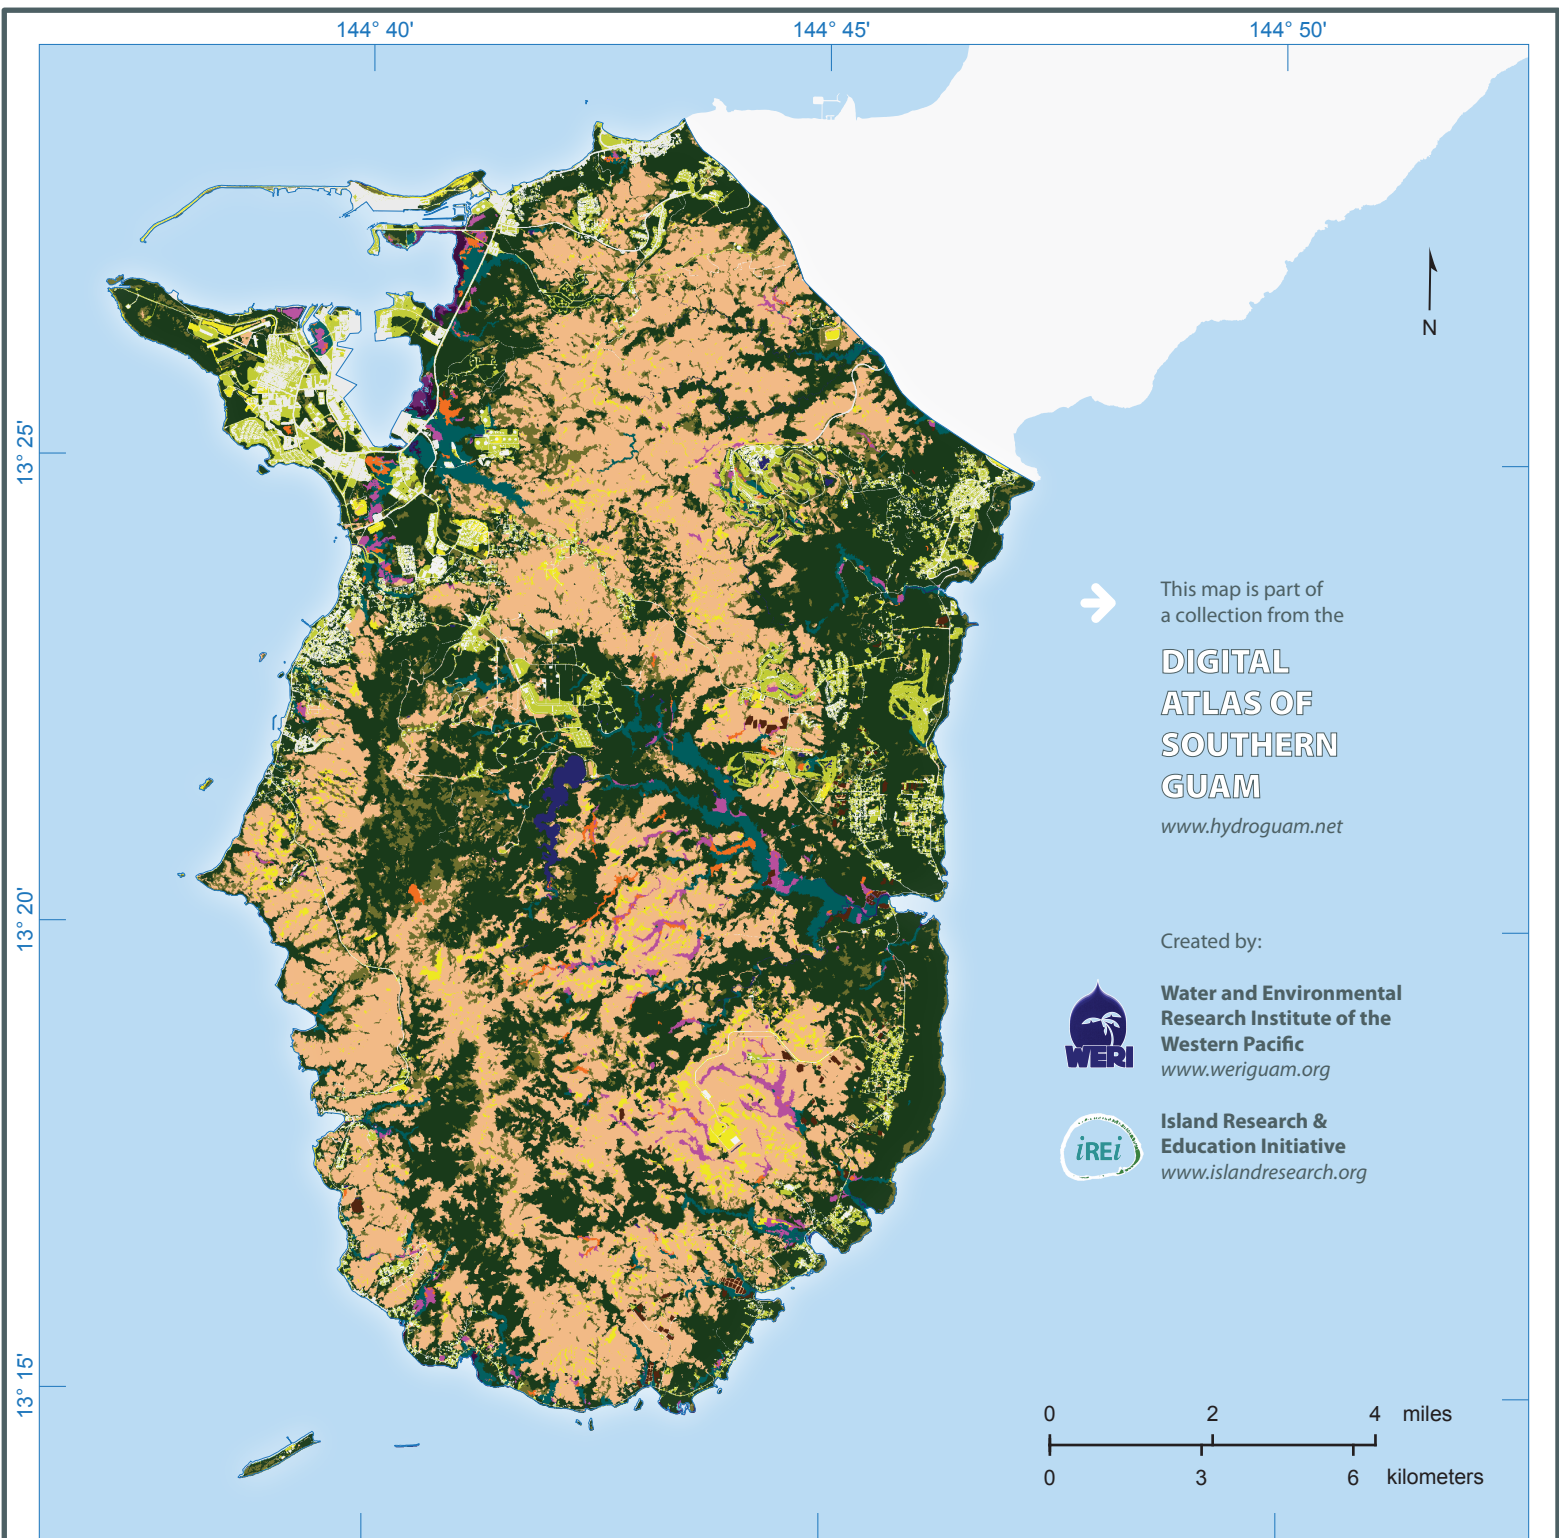 144° 40'
144° 45'
144° 50'
13° 25'
13° 20'
13° 15'
N
This map is part of
a collection from the
DIGITAL
ATLAS OF
SOUTHERN
GUAM
www.hydroguam.net
Created by:
WERI
Water and Environmental
Research Institute of the
Western Pacific
www.weriguam.org
iREi
Island Research &
Education Initiative
www.islandresearch.org
0 2 4 miles
0 3 6 kilometers